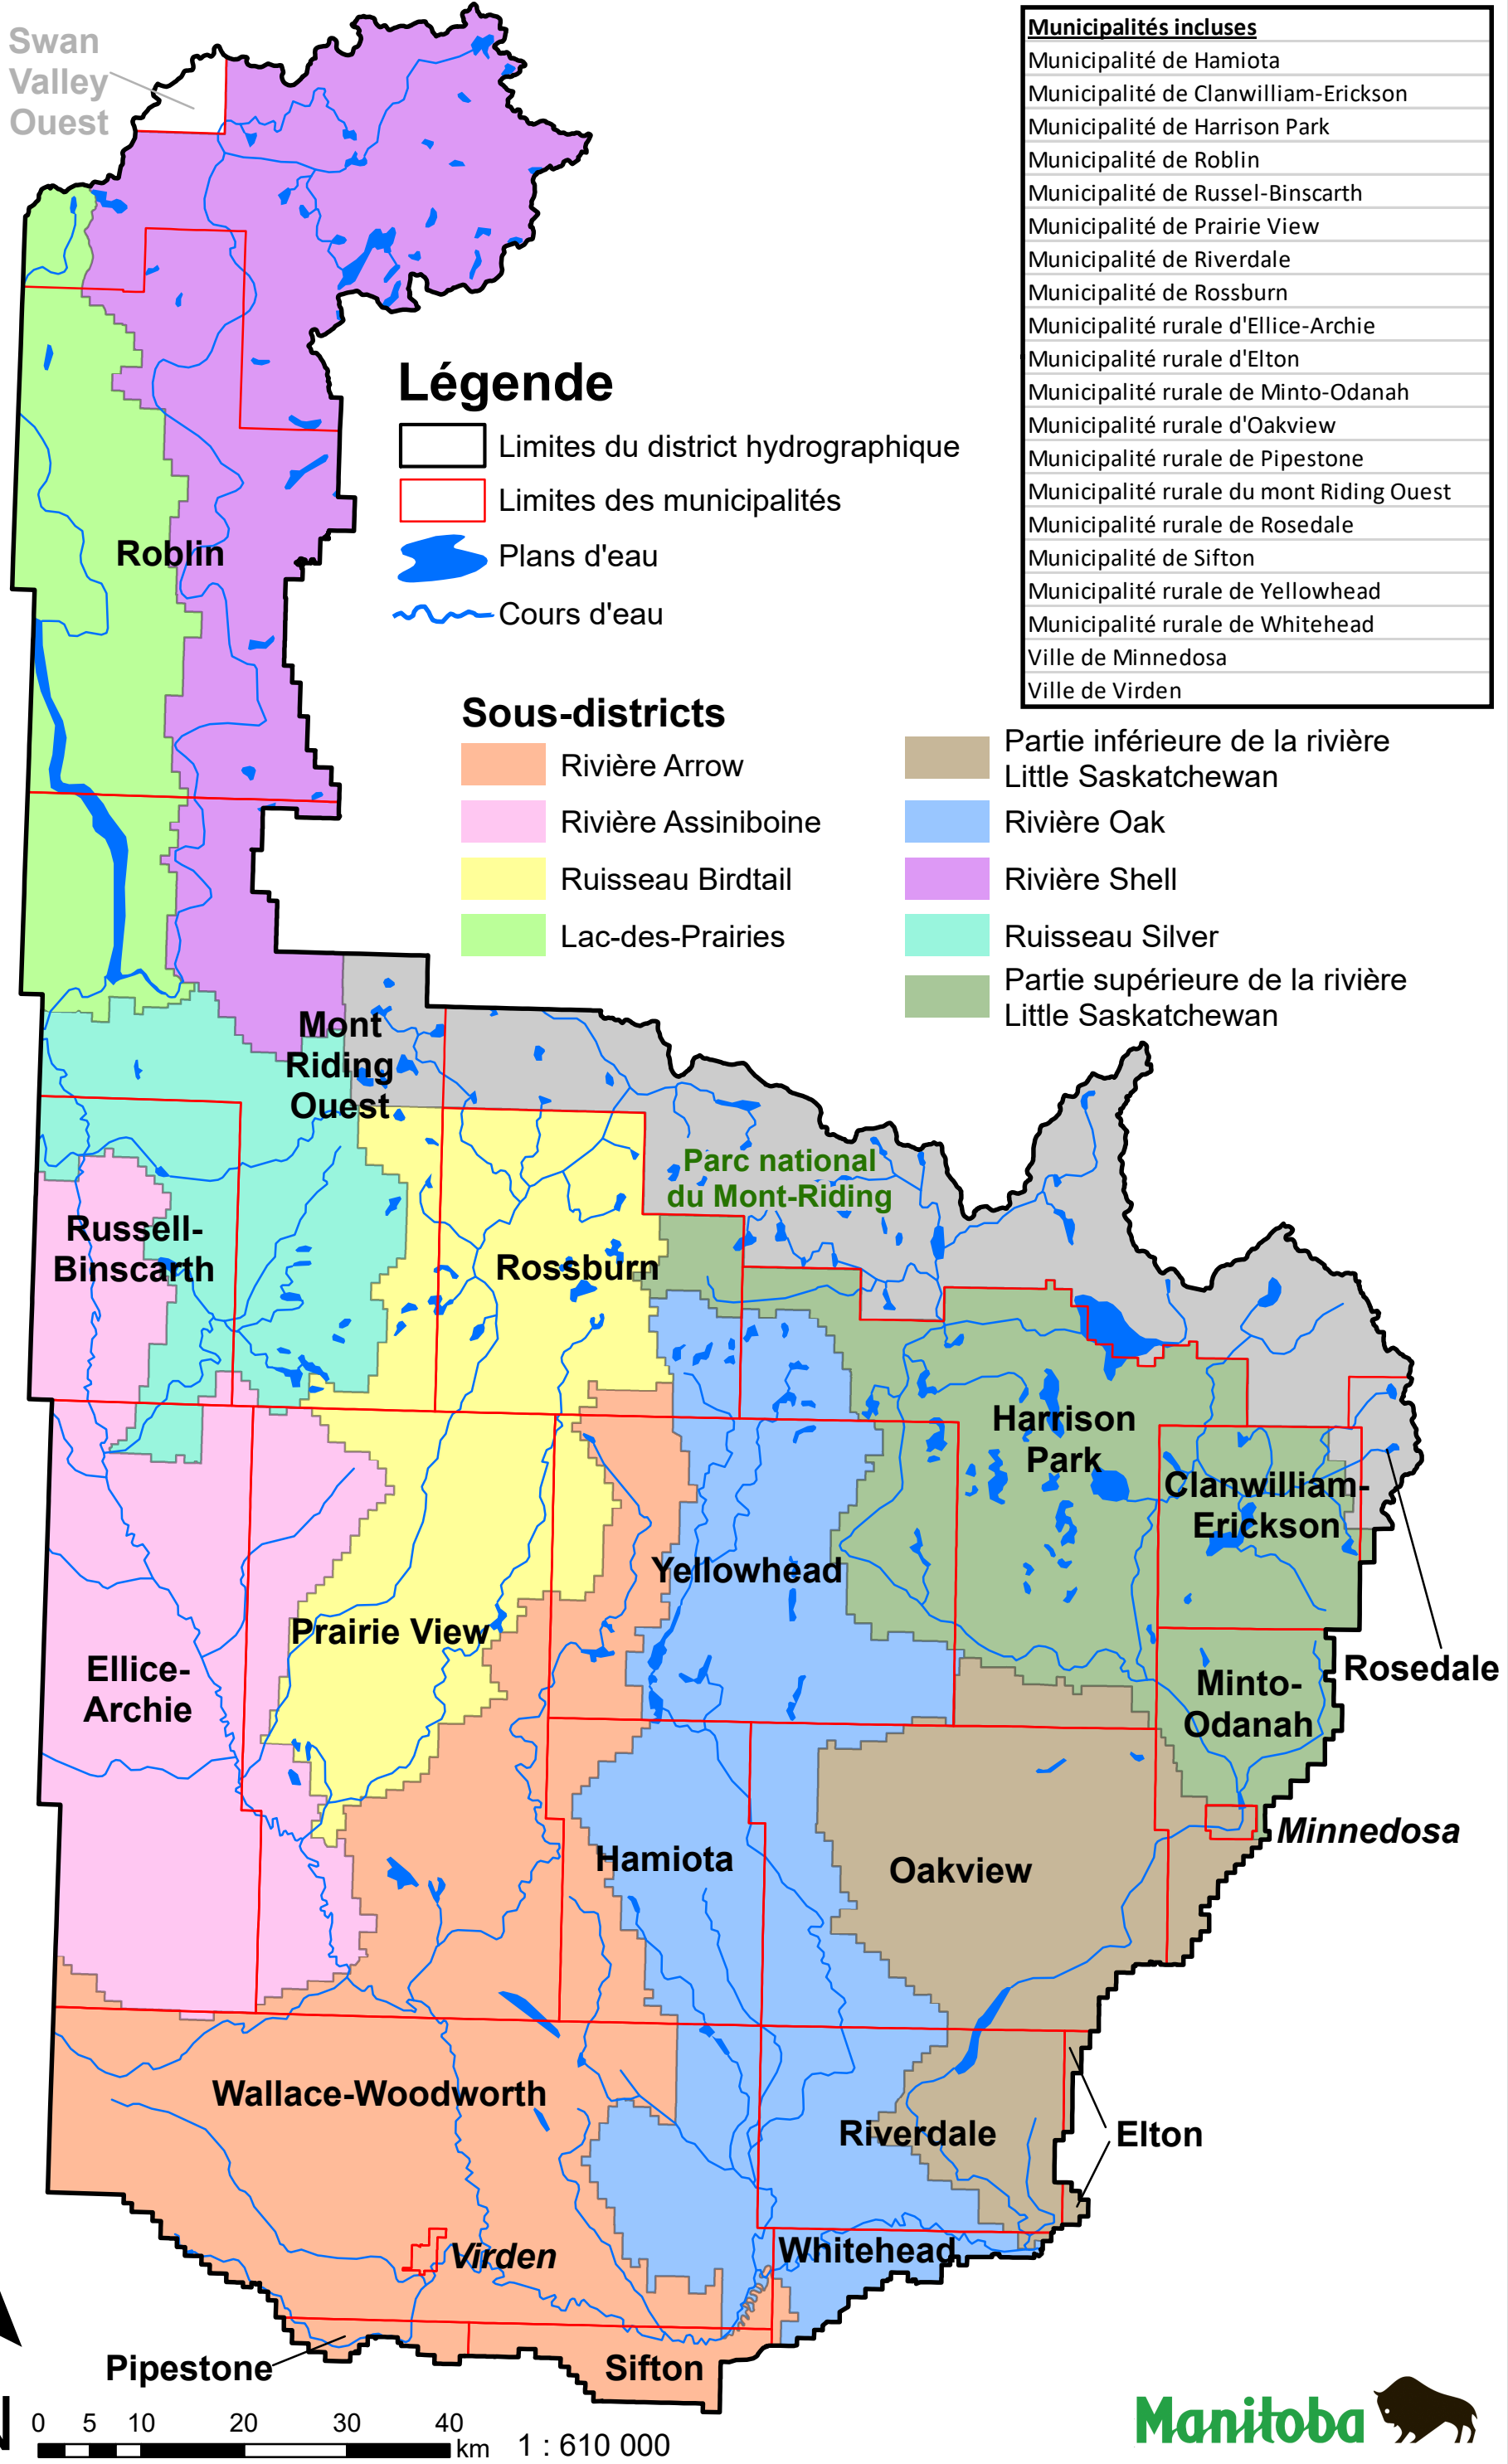 Swan
Valley
Ouest
Municipalités incluses
Municipalité de Hamiota
Municipalité de Clanwilliam-Erickson
Municipalité de Harrison Park
Municipalité de Roblin
Municipalité de Russel-Binscarth
Municipalité de Prairie View
Municipalité de Riverdale
Municipalité de Rossburn
Municipalité rurale d'Ellice-Archie
Municipalité rurale d'Elton
Municipalité rurale de Minto-Odanah
Municipalité rurale d'Oakview
Municipalité rurale de Pipestone
Municipalité rurale du mont Riding Ouest
Municipalité rurale de Rosedale
Municipalité de Sifton
Municipalité rurale de Yellowhead
Municipalité rurale de Whitehead
Ville de Minnedosa
Ville de Virden
Légende
Limites du district hydrographique
Limites des municipalités
Plans d'eau
Cours d'eau
Sous-districts
Rivière Arrow
Rivière Assiniboine
Ruisseau Birdtail
Lac-des-Prairies
Partie inférieure de la rivière
Little Saskatchewan
Rivière Oak
Rivière Shell
Ruisseau Silver
Partie supérieure de la rivière
Little Saskatchewan
Roblin
Mont
Riding
Ouest
Parc national
du Mont-Riding
Russell-
Binscarth
Rossburn
Harrison
Park
Clanwilliam-
Erickson
Yellowhead
Prairie View
Ellice-
Archie
Rosedale
Minto-
Odanah
Minnedosa
Hamiota
Oakview
Wallace-Woodworth
Riverdale
Elton
Virden
Whitehead
Pipestone
Sifton
N
0 5 10 20 30 40
km 1 : 610 000
Manitoba